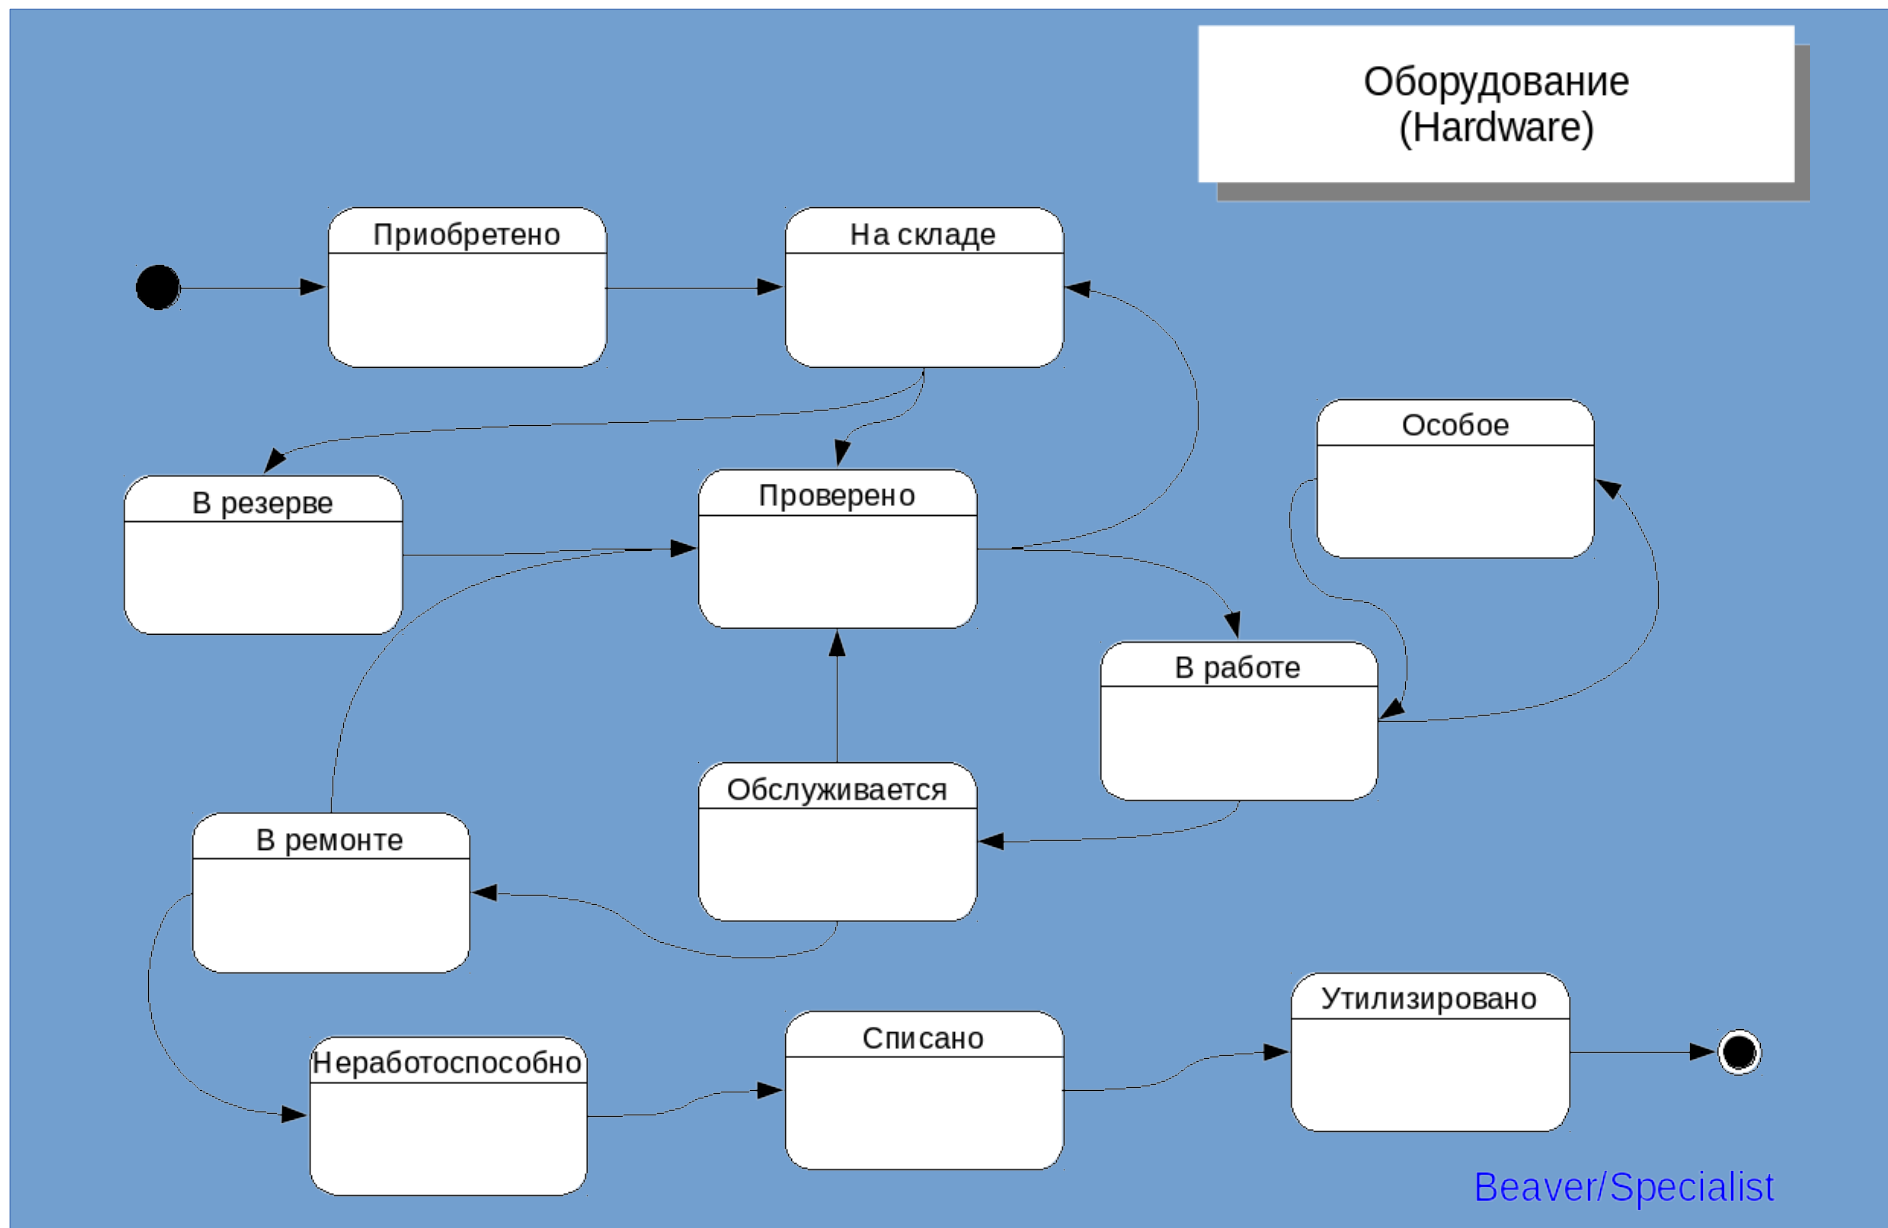 Оборудование
(Hardware)
Приобретено
На складе
Особое
В резерве
Проверено
В работе
Обслуживается
В ремонте
Утилизировано
Списано
Неработоспособно
Beaver/Specialist